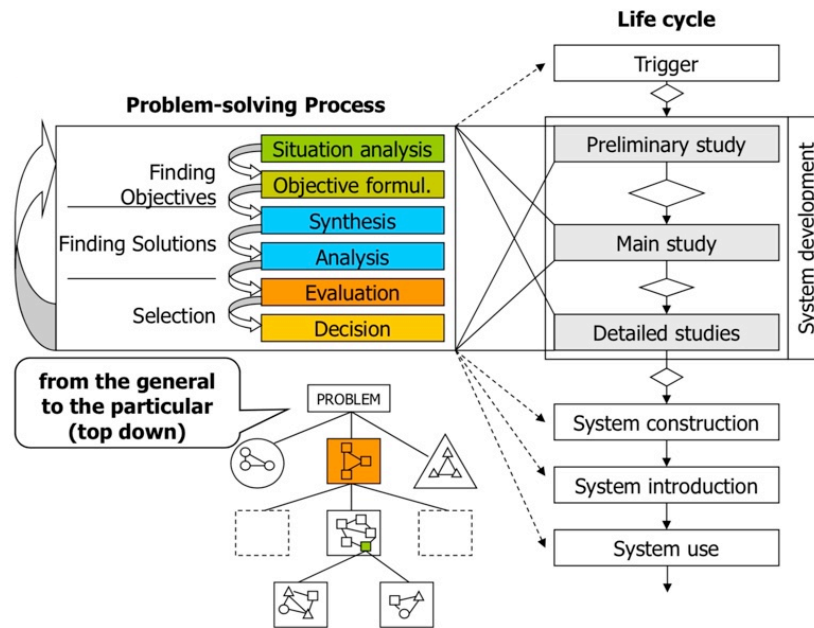 Life cycle
Trigger
Problem-solving Process
Situation analysis
Finding
Objectives
Objective formul.
Synthesis
Finding Solutions
Analysis
Evaluation
Selection
Decision
Preliminary study
Main study
Detailed studies
System development
from the general
to the particular
(top down)
PROBLEM
System construction
System introduction
System use